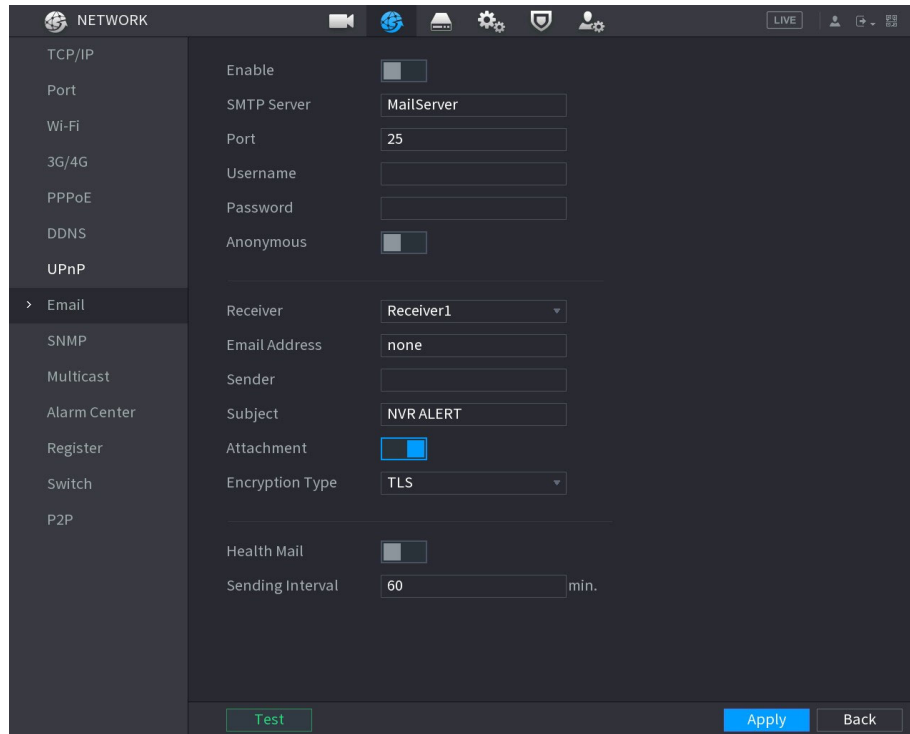 NETWORK
LIVE
TCP/IP
Port
Wi-Fi
3G/4G
PPPoE
DDNS
UPnP
Email
SNMP
Multicast
Alarm Center
Register
Switch
P2P
Enable
SMTP Server MailServer
Port 25
Username
Password
Anonymous
Receiver Receiver1
Email Address none
Sender
Subject NVR ALERT
Attachment
Encryption Type TLS
Health Mail
Sending Interval 60 min.
Test Apply Back